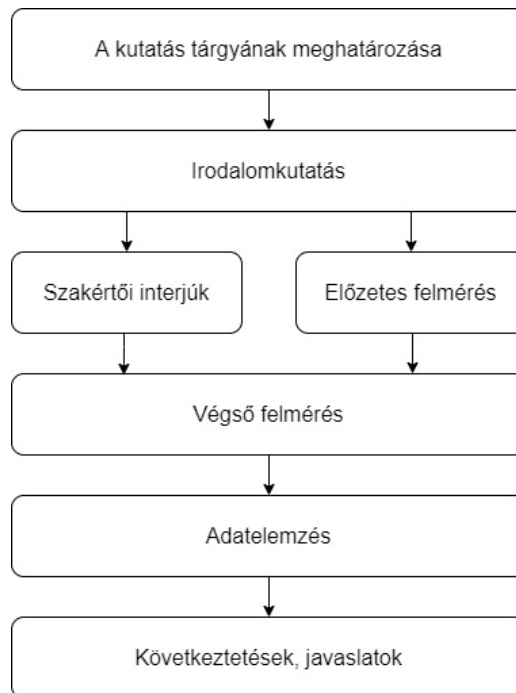 A kutatás tárgyának meghatározása
Irodalomkutatás
Szakértői interjúk
Előzetes felmérés
Végső felmérés
Adatelemzés
Következtetések, javaslatok